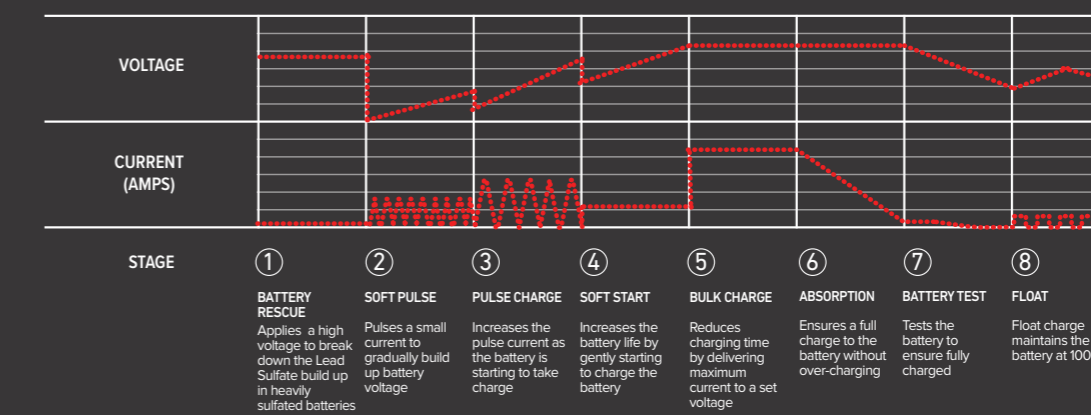 VOLTAGE
CURRENT
(AMPS)
STAGE
1
2
3
4
5
6
7
8
BATTERY
RESCUE
Applies a high
voltage to break
down the Lead
Sulfate build up
in heavily
sulfated batteries
SOFT PULSE
Pulses a small
current to
gradually build
up battery
voltage
PULSE CHARGE
Increases the
pulse current as
the battery is
starting to take
charge
SOFT START
Increases the
battery life by
gently starting
to charge the
battery
BULK CHARGE
Reduces
charging time
by delivering
maximum
current to a set
voltage
ABSORPTION
Ensures a full
charge to the
battery without
over-charging
BATTERY TEST
Tests the
battery to
ensure fully
charged
FLOAT
Float charge
maintains the
battery at 100